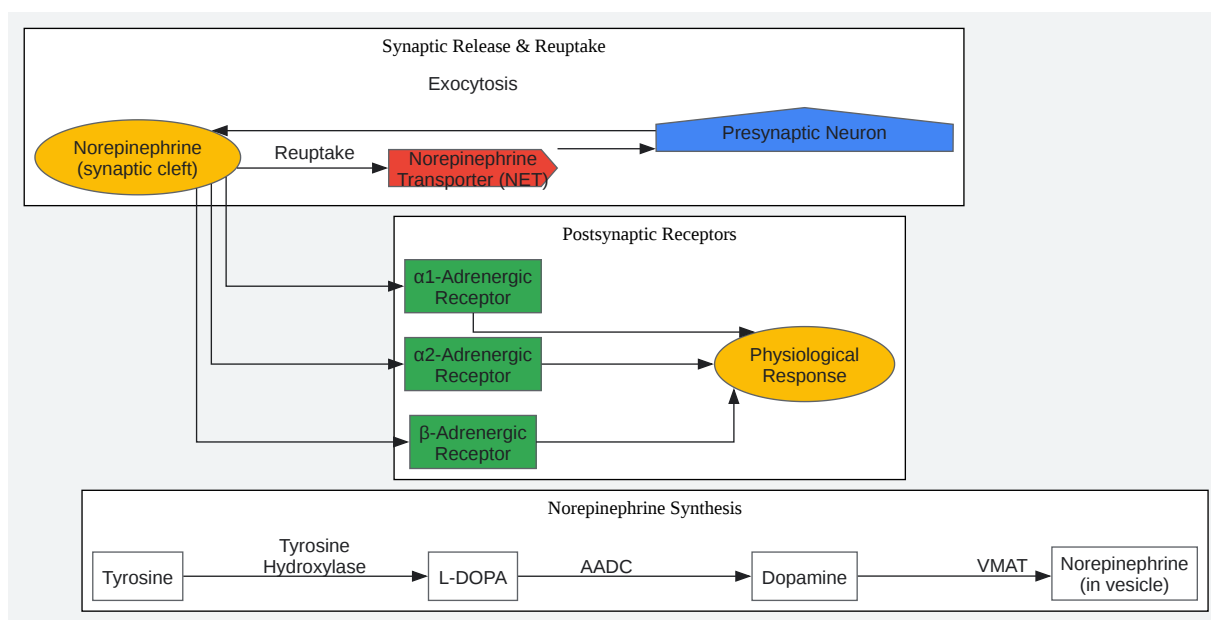 Synaptic Release & Reuptake
Exocytosis
Norepinephrine
(synaptic cleft)
Reuptake
Norepinephrine
Transporter (NET)
Presynaptic Neuron
Postsynaptic Receptors
α1-Adrenergic
Receptor
α2-Adrenergic
Receptor
β-Adrenergic
Receptor
Physiological
Response
Norepinephrine Synthesis
Tyrosine
Tyrosine
Hydroxylase
L-DOPA
AADC
Dopamine
VMAT
Norepinephrine
(in vesicle)